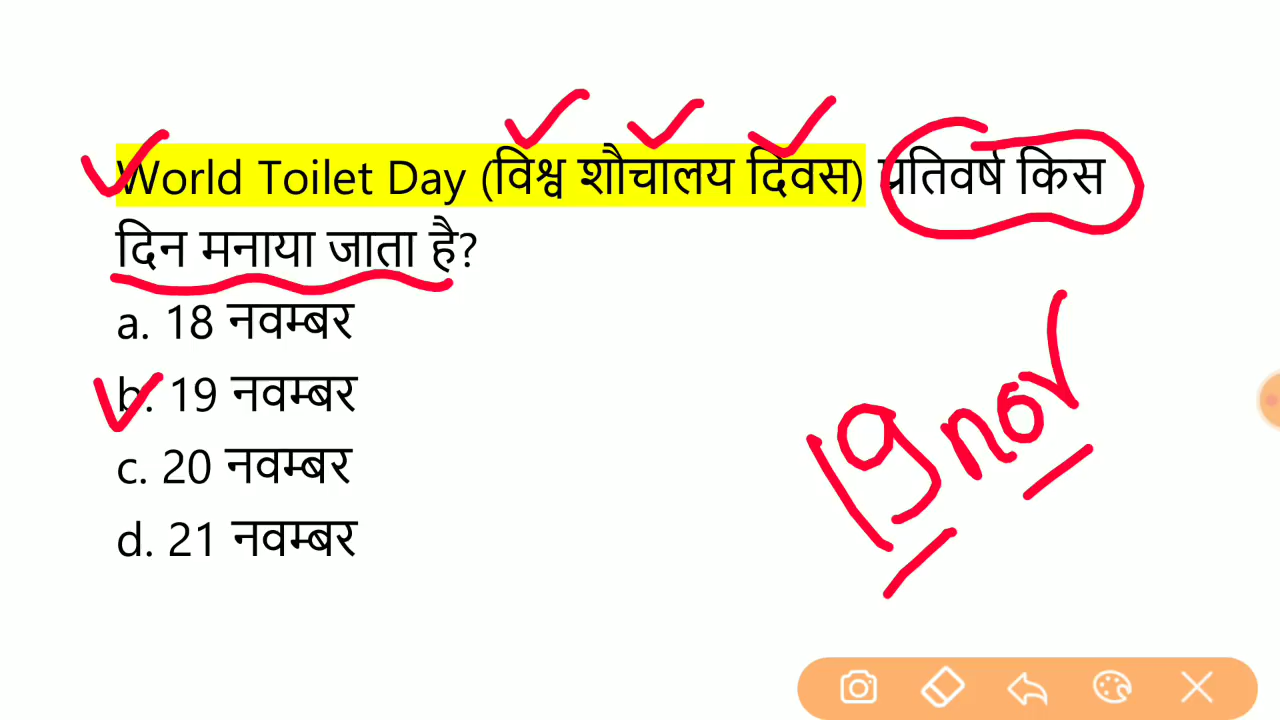 World Toilet Day (विश्व शौचालय दिवस) प्रतिवर्ष किस
दिन मनाया जाता है?
a. 18 नवम्बर
b. 19 नवम्बर
c. 20 नवम्बर
d. 21 नवम्बर
19 nov